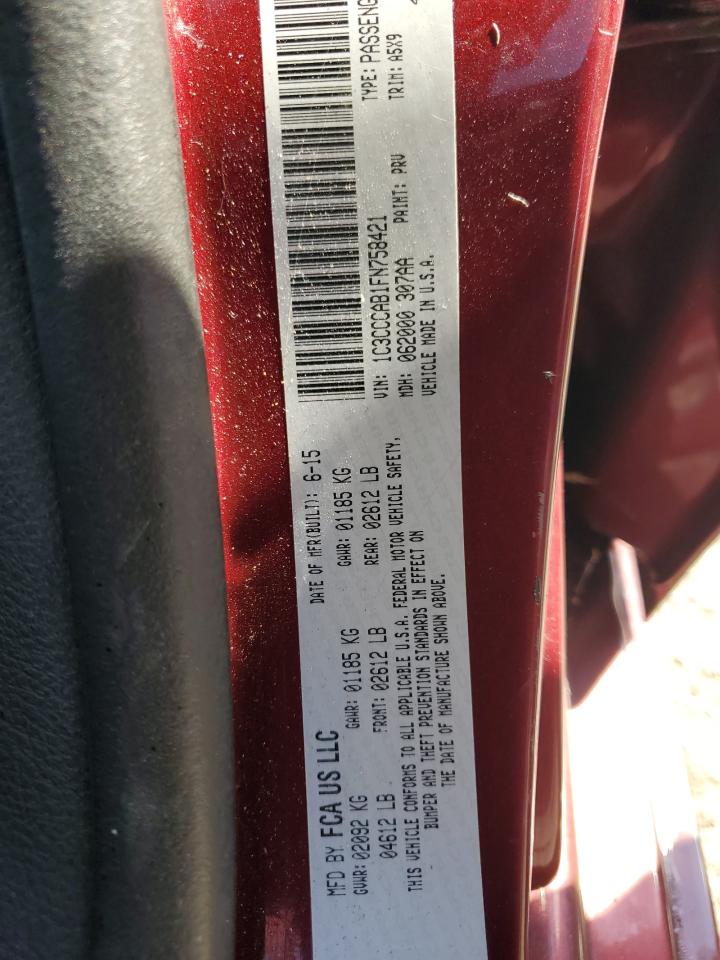 MFD BY FCA US LLC
DATE OF MFR(BUILT): 6-15
GVWR: 02092 KG
GAWR: 01185 KG
GAWR: 01185 KG
04612 LB
FRONT: 02612 LB
REAR: 02612 LB
THIS VEHICLE CONFORMS TO ALL APPLICABLE U.S.A. FEDERAL MOTOR VEHICLE SAFETY,
BUMPER AND THEFT PREVENTION STANDARDS IN EFFECT ON
THE DATE OF MANUFACTURE SHOWN ABOVE.
VIN: 1C3CCCAB1FN758421
TYPE: PASSENG
MDH: 062000 307AA
PAINT: PRV
TRIM: A5X9
VEHICLE MADE IN U.S.A.